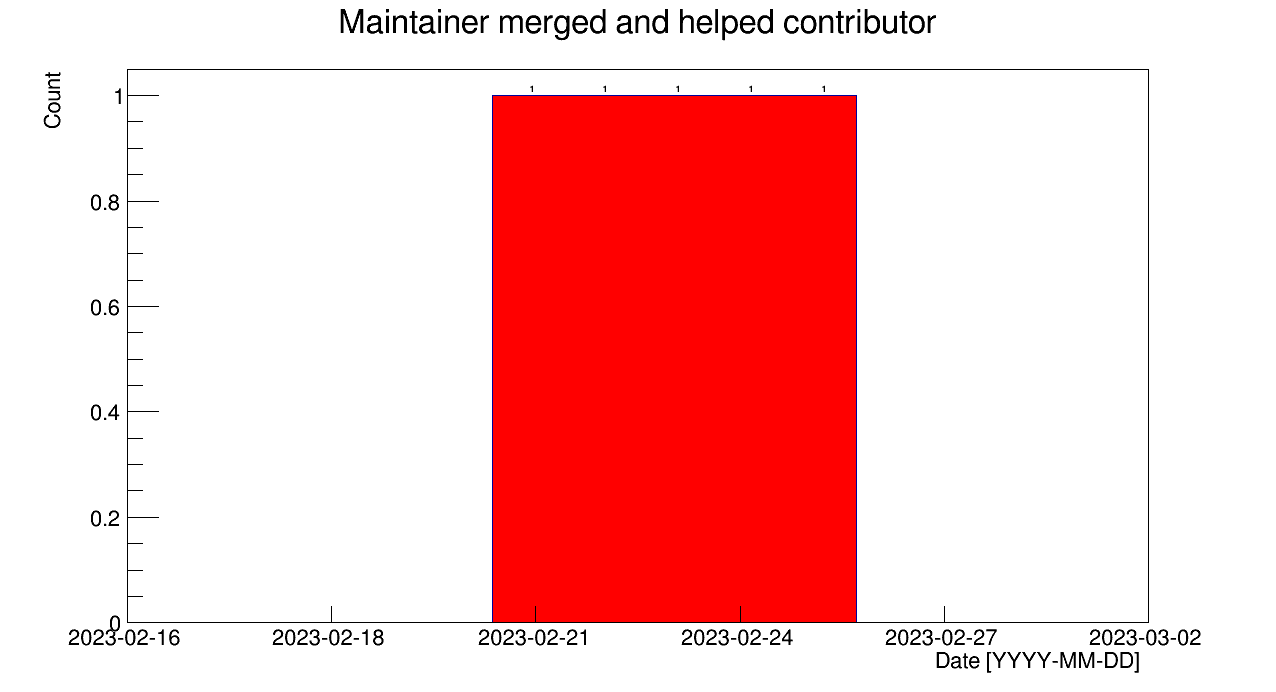 Maintainer merged and helped contributor
Count
1 1 1 1 1
1
0.8
0.6
0.4
0.2
0
2023-02-16 2023-02-18 2023-02-21 2023-02-24 2023-02-27 2023-03-02
Date [YYYY-MM-DD]